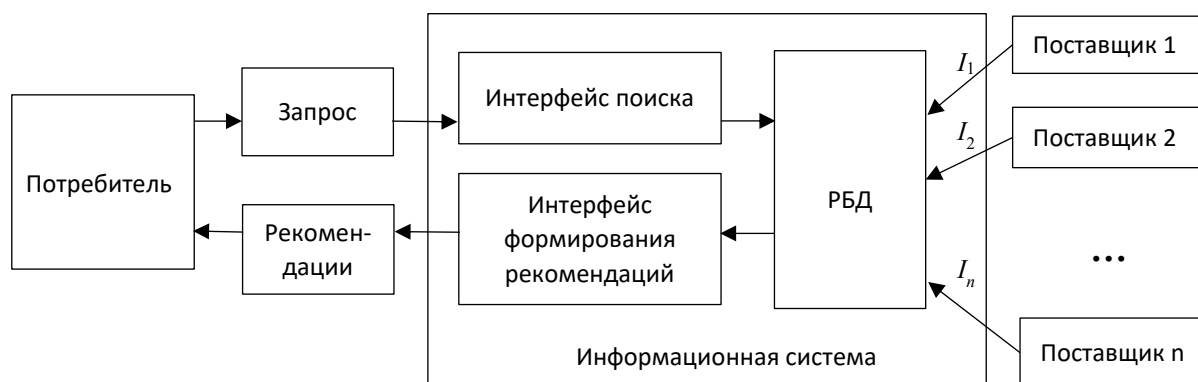 Потребитель
Запрос
Рекомен-
дации
Интерфейс поиска
Интерфейс
формирования
рекомендаций
РБД
Информационная система
I₁
I₂
Iₙ
Поставщик 1
Поставщик 2
...
Поставщик n